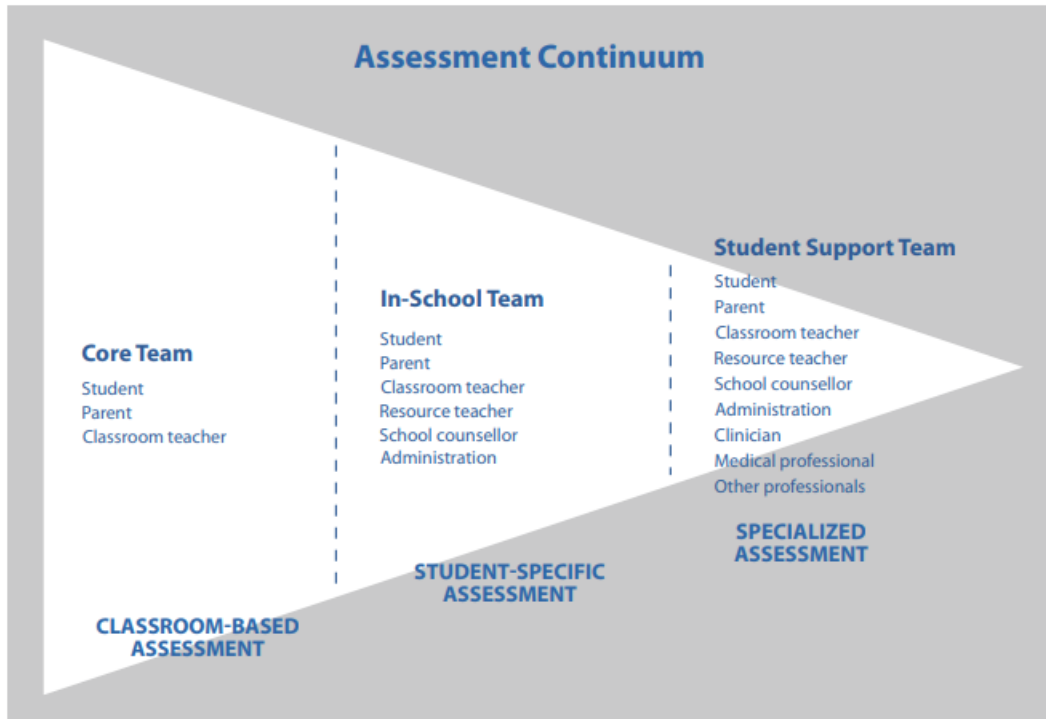 Assessment Continuum
Core Team
Student
Parent
Classroom teacher
CLASSROOM-BASED
ASSESSMENT
In-School Team
Student
Parent
Classroom teacher
Resource teacher
School counsellor
Administration
STUDENT-SPECIFIC
ASSESSMENT
Student Support Team
Student
Parent
Classroom teacher
Resource teacher
School counsellor
Administration
Clinician
Medical professional
Other professionals
SPECIALIZED
ASSESSMENT